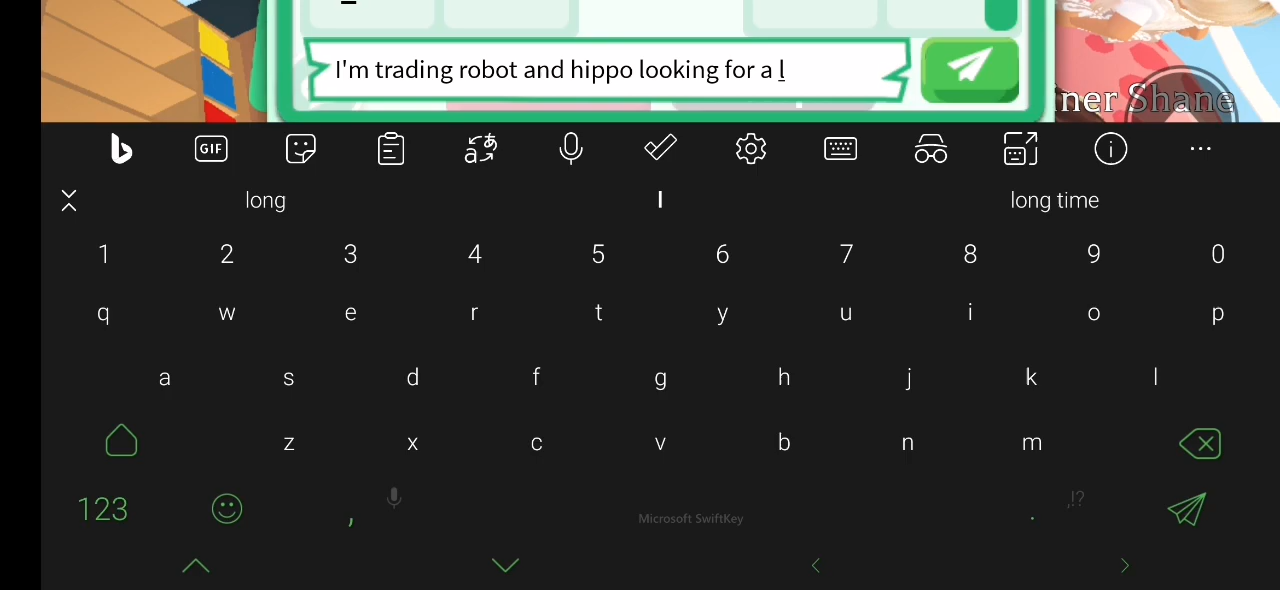 I'm trading robot and hippo looking for a l
ner Shane
GIF
long l long time
1 2 3 4 5 6 7 8 9 0
q w e r t y u i o p
a s d f g h j k l
z x c v b n m
123 , Microsoft SwiftKey . ,!?